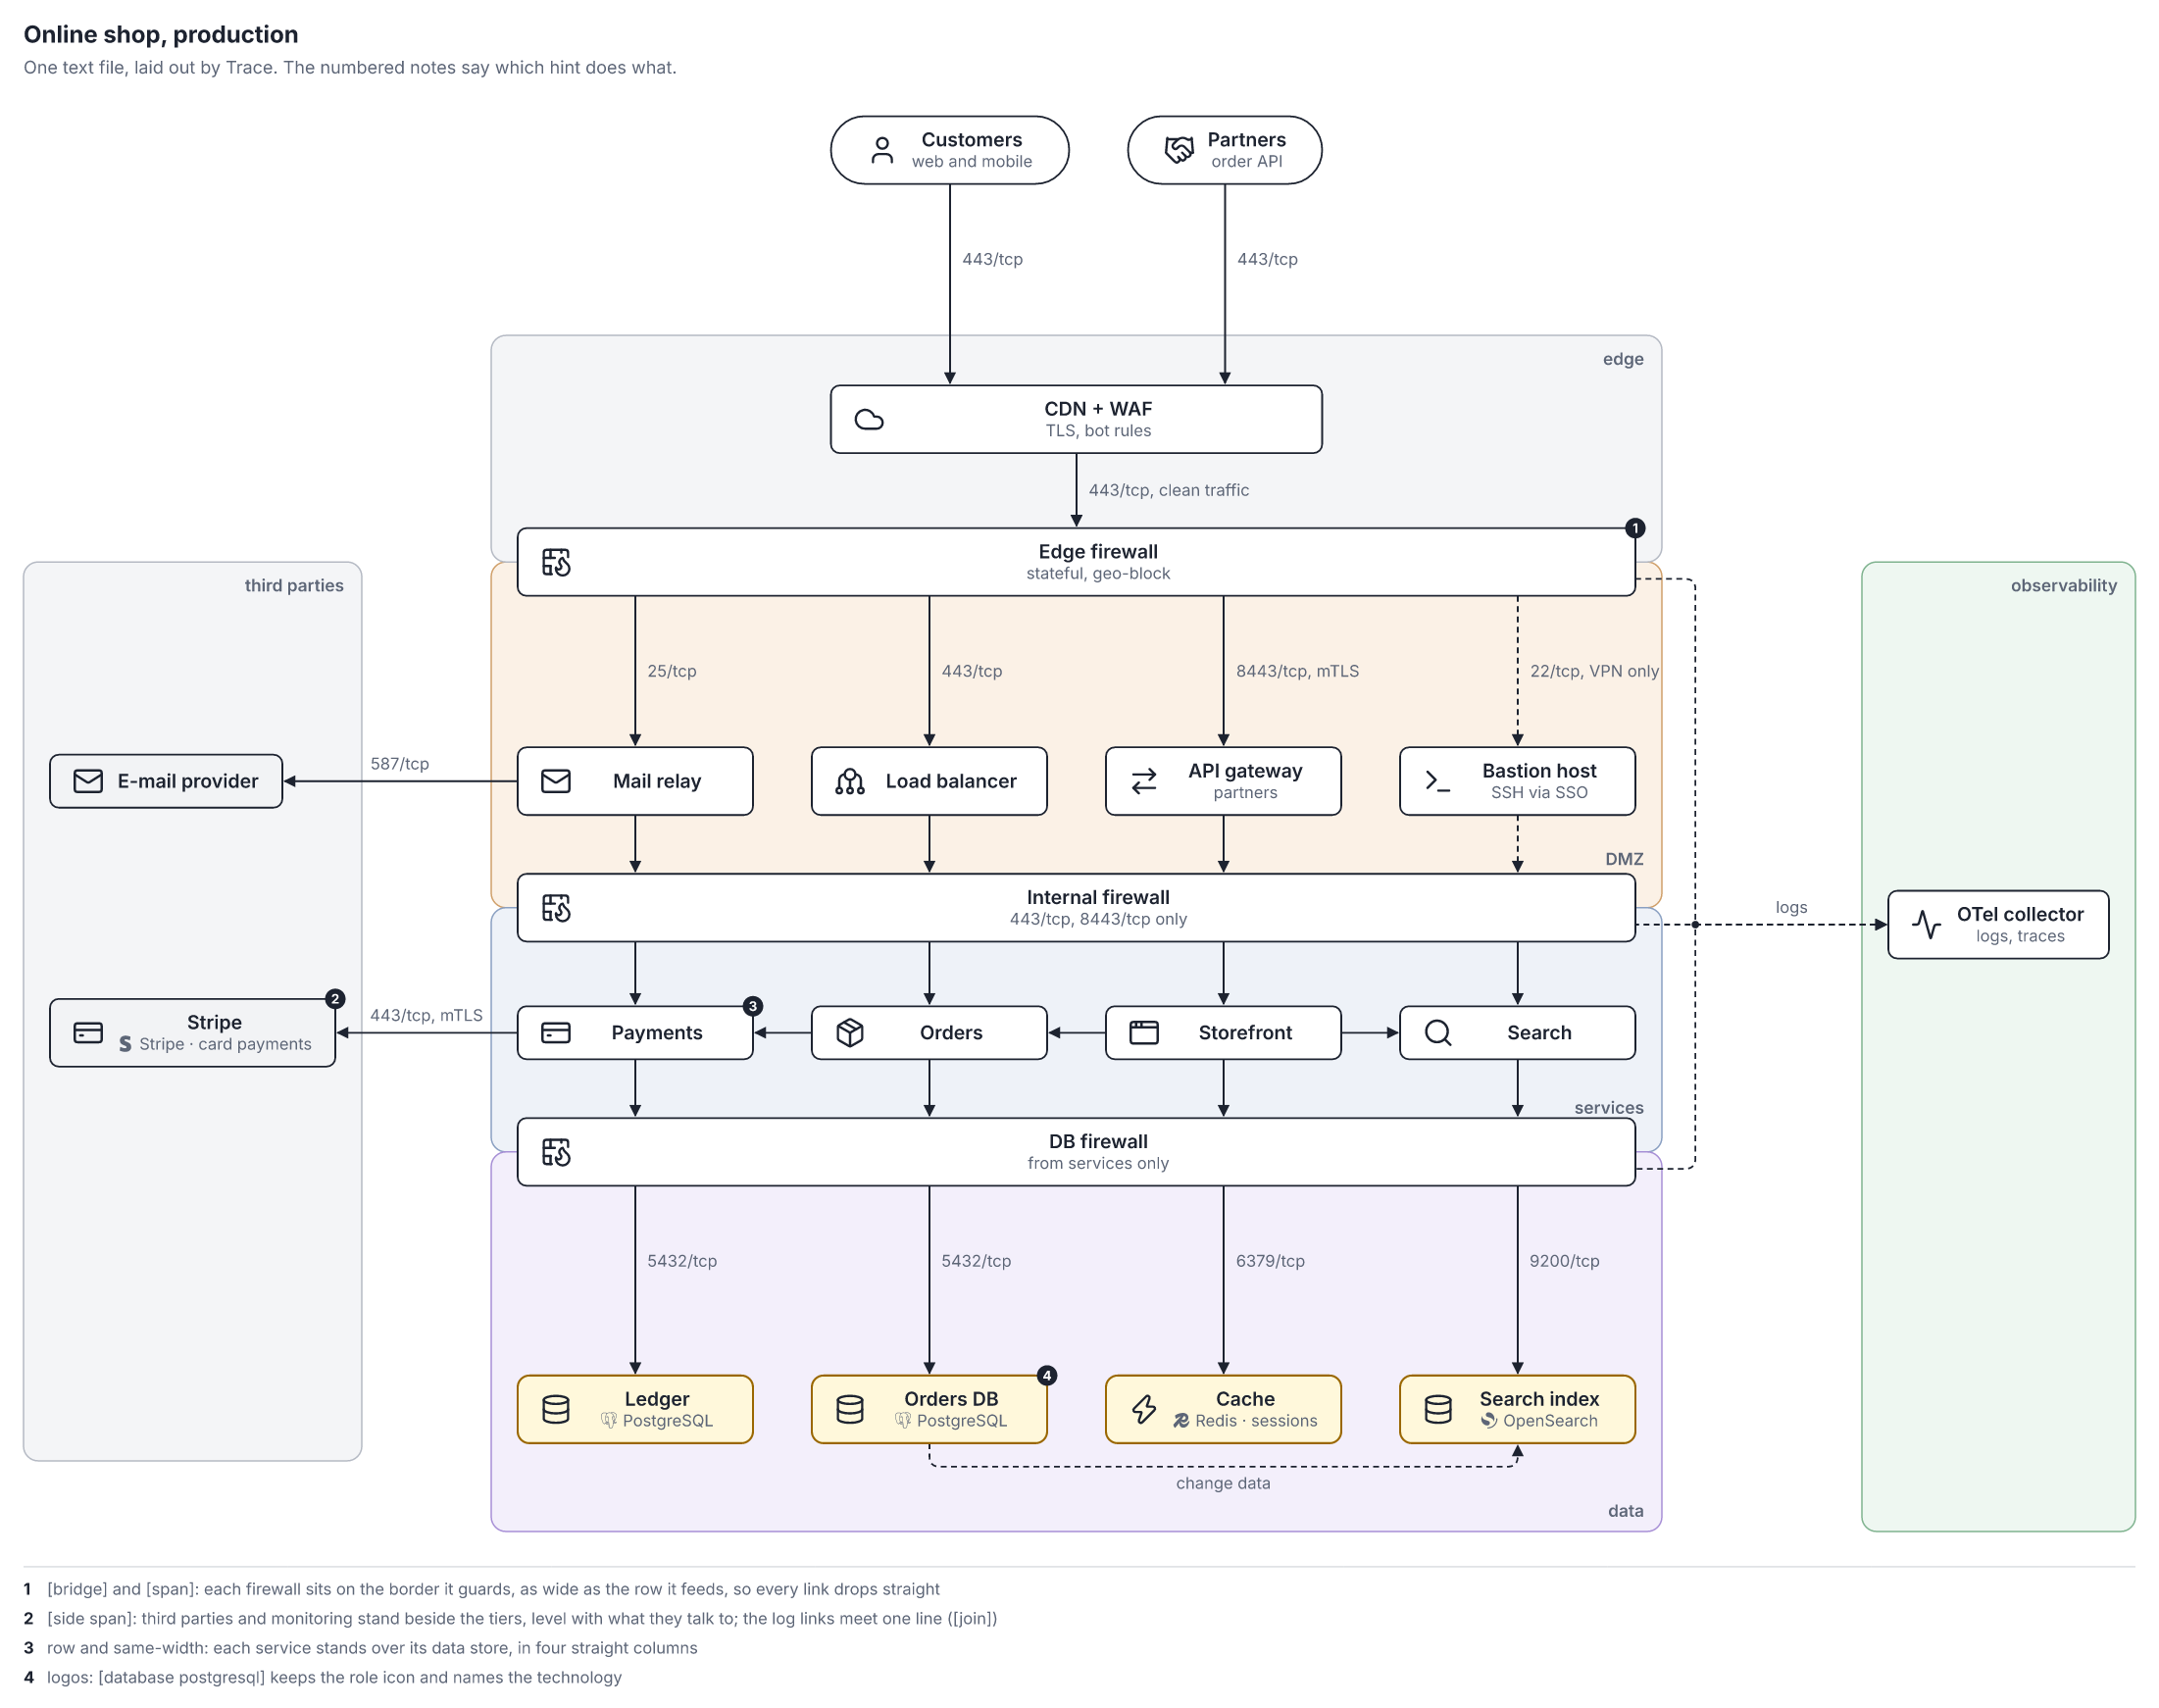 Online shop, production
One text file, laid out by Trace. The numbered notes say which hint does what.
Customers
web and mobile
Partners
order API
443/tcp
443/tcp
edge
CDN + WAF
TLS, bot rules
443/tcp, clean traffic
1
Edge firewall
stateful, geo-block
third parties
observability
25/tcp
443/tcp
8443/tcp, mTLS
22/tcp, VPN only
E-mail provider
587/tcp
Mail relay
Load balancer
API gateway
partners
Bastion host
SSH via SSO
DMZ
Internal firewall
443/tcp, 8443/tcp only
logs
OTel collector
logs, traces
2
Stripe
Stripe · card payments
443/tcp, mTLS
3
Payments
Orders
Storefront
Search
services
DB firewall
from services only
5432/tcp
5432/tcp
6379/tcp
9200/tcp
Ledger
PostgreSQL
4
Orders DB
PostgreSQL
Cache
Redis · sessions
Search index
OpenSearch
change data
data
1 [bridge] and [span]: each firewall sits on the border it guards, as wide as the row it feeds, so every link drops straight
2 [side span]: third parties and monitoring stand beside the tiers, level with what they talk to; the log links meet one line ([join])
3 row and same-width: each service stands over its data store, in four straight columns
4 logos: [database postgresql] keeps the role icon and names the technology